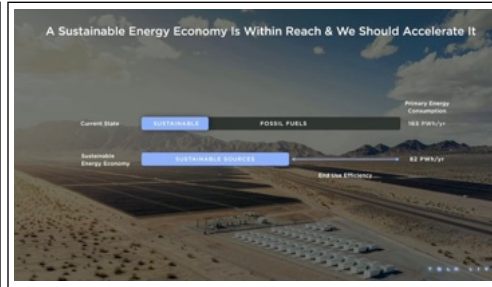 A Sustainable Energy Economy Is Within Reach & We Should Accelerate It
Primary Energy
Consumption
Current State
SUSTAINABLE
FOSSIL FUELS
165 PWh/yr
Sustainable
Energy Economy
SUSTAINABLE SOURCES
82 PWh/yr
End Use Efficiency